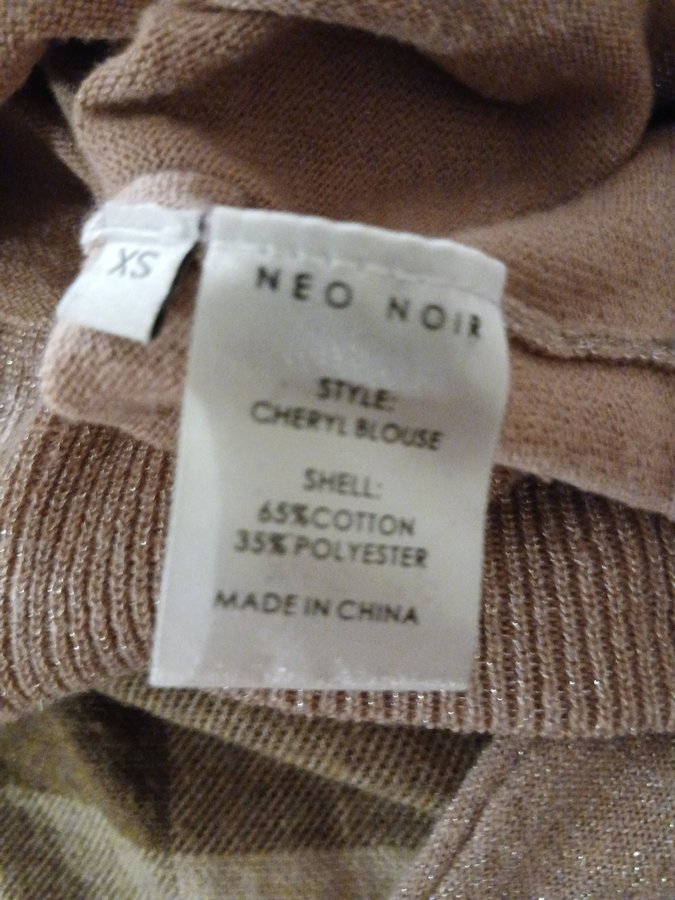 XS
NEO NOIR
STYLE:
CHERYL BLOUSE
SHELL:
65%COTTON
35%POLYESTER
MADE IN CHINA